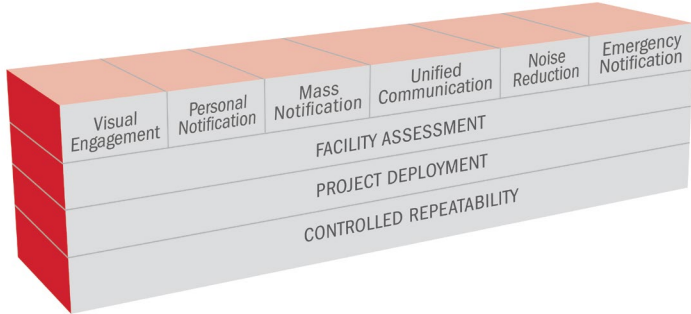 Visual
Engagement
Personal
Notification
Mass
Notification
Unified
Communication
Noise
Reduction
Emergency
Notification
FACILITY ASSESSMENT
PROJECT DEPLOYMENT
CONTROLLED REPEATABILITY